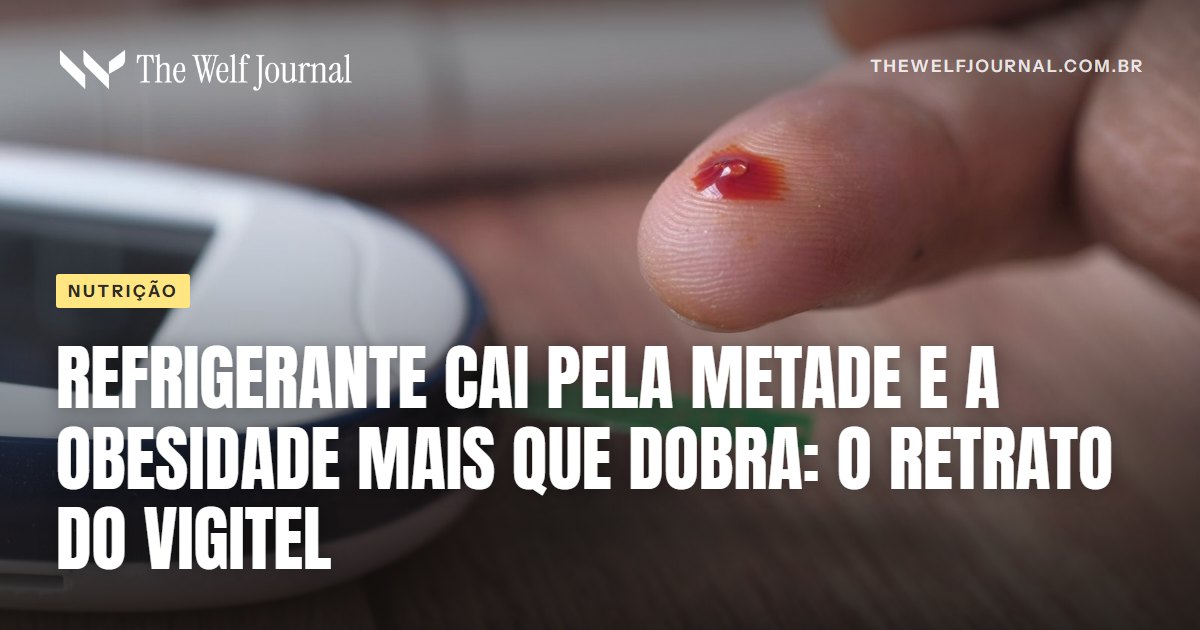 The Welf Journal
THEWELFJOURNAL.COM.BR
NUTRIÇÃO
REFRIGERANTE CAI PELA METADE E A
OBESIDADE MAIS QUE DOBRA: O RETRATO
DO VIGITEL